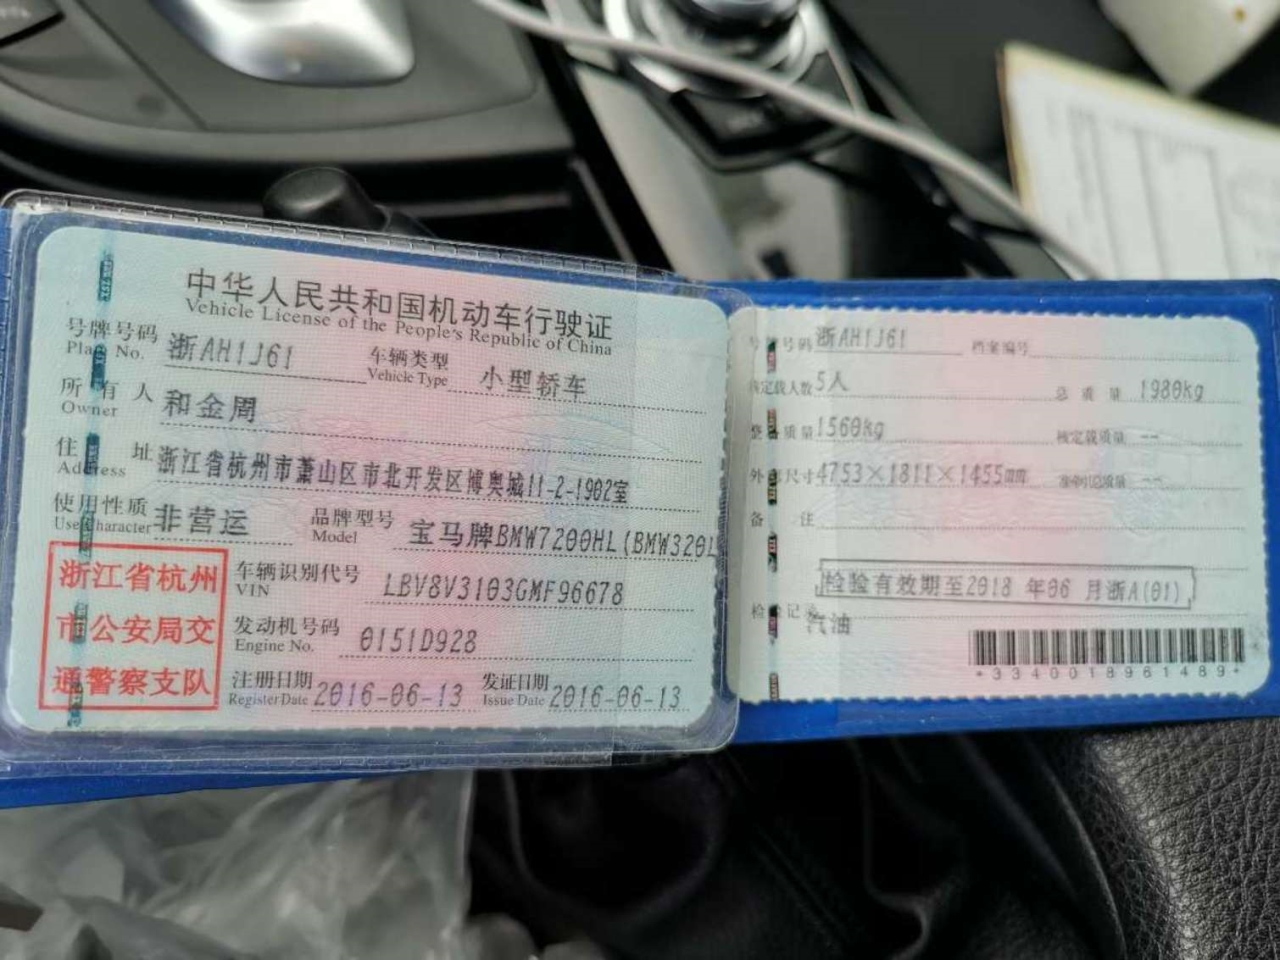 中华人民共和国机动车行驶证
Vehicle License of the People's Republic of China
号牌号码 浙AH1J61 车辆类型 小型轿车
Plate No. Vehicle Type
所有人 和金周
Owner
住址 浙江省杭州市萧山区市北开发区博奥城11-2-1902室
Address
使用性质 非营运 品牌型号 宝马牌BMW7200HL(BMW320L
Use Character Model
浙江省杭州
市公安局交
通警察支队
车辆识别代号 LBV8V3103GMF96678
VIN
发动机号码 0151D928
Engine No.
注册日期 2016-06-13 发证日期 2016-06-13
Register Date Issue Date
号牌号码 浙AH1J61 档案编号
核定载人数 5人 总质量 1980kg
整备质量 1560kg 核定载质量 --
外廓尺寸 4753×1811×1455mm 准牵引总质量 --
备注
检验有效期至2018年06月浙A(01)
检验记录
汽油
*3340018961489*